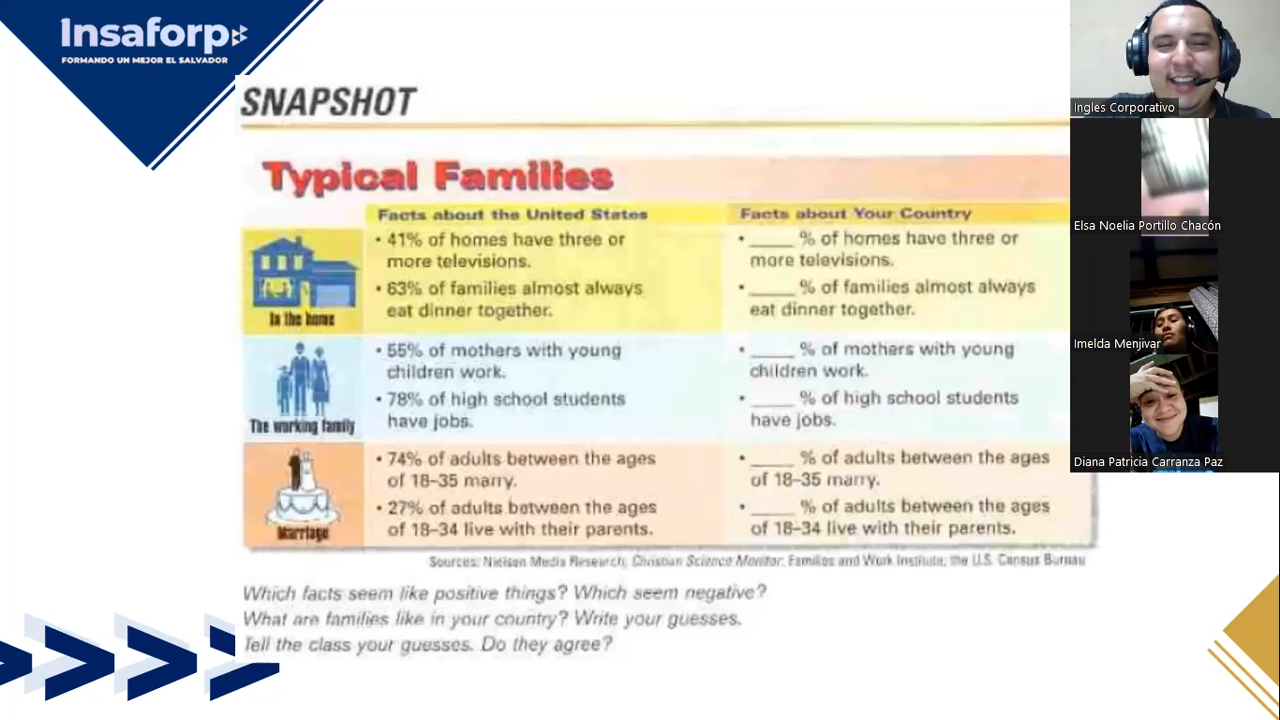 Insaforp
FORMANDO UN MEJOR EL SALVADOR
SNAPSHOT
Typical Families
Facts about the United States
• 41% of homes have three or
more televisions.
• 63% of families almost always
eat dinner together.
Facts about Your Country
• ____ % of homes have three or
more televisions.
• ____ % of families almost always
eat dinner together.
In the home
• 55% of mothers with young
children work.
• 78% of high school students
have jobs.
• ____ % of mothers with young
children work.
• ____ % of high school students
have jobs.
The working family
• 74% of adults between the ages
of 18–35 marry.
• 27% of adults between the ages
of 18–34 live with their parents.
• ____ % of adults between the ages
of 18–35 marry.
• ____ % of adults between the ages
of 18–34 live with their parents.
Marriage
Sources: Nielsen Media Research; Christian Science Monitor; Families and Work Institute; the U.S. Census Bureau
Which facts seem like positive things? Which seem negative?
What are families like in your country? Write your guesses.
Tell the class your guesses. Do they agree?
Ingles Corporativo
Elsa Noelia Portillo Chacón
Imelda Menjivar
Diana Patricia Carranza Paz